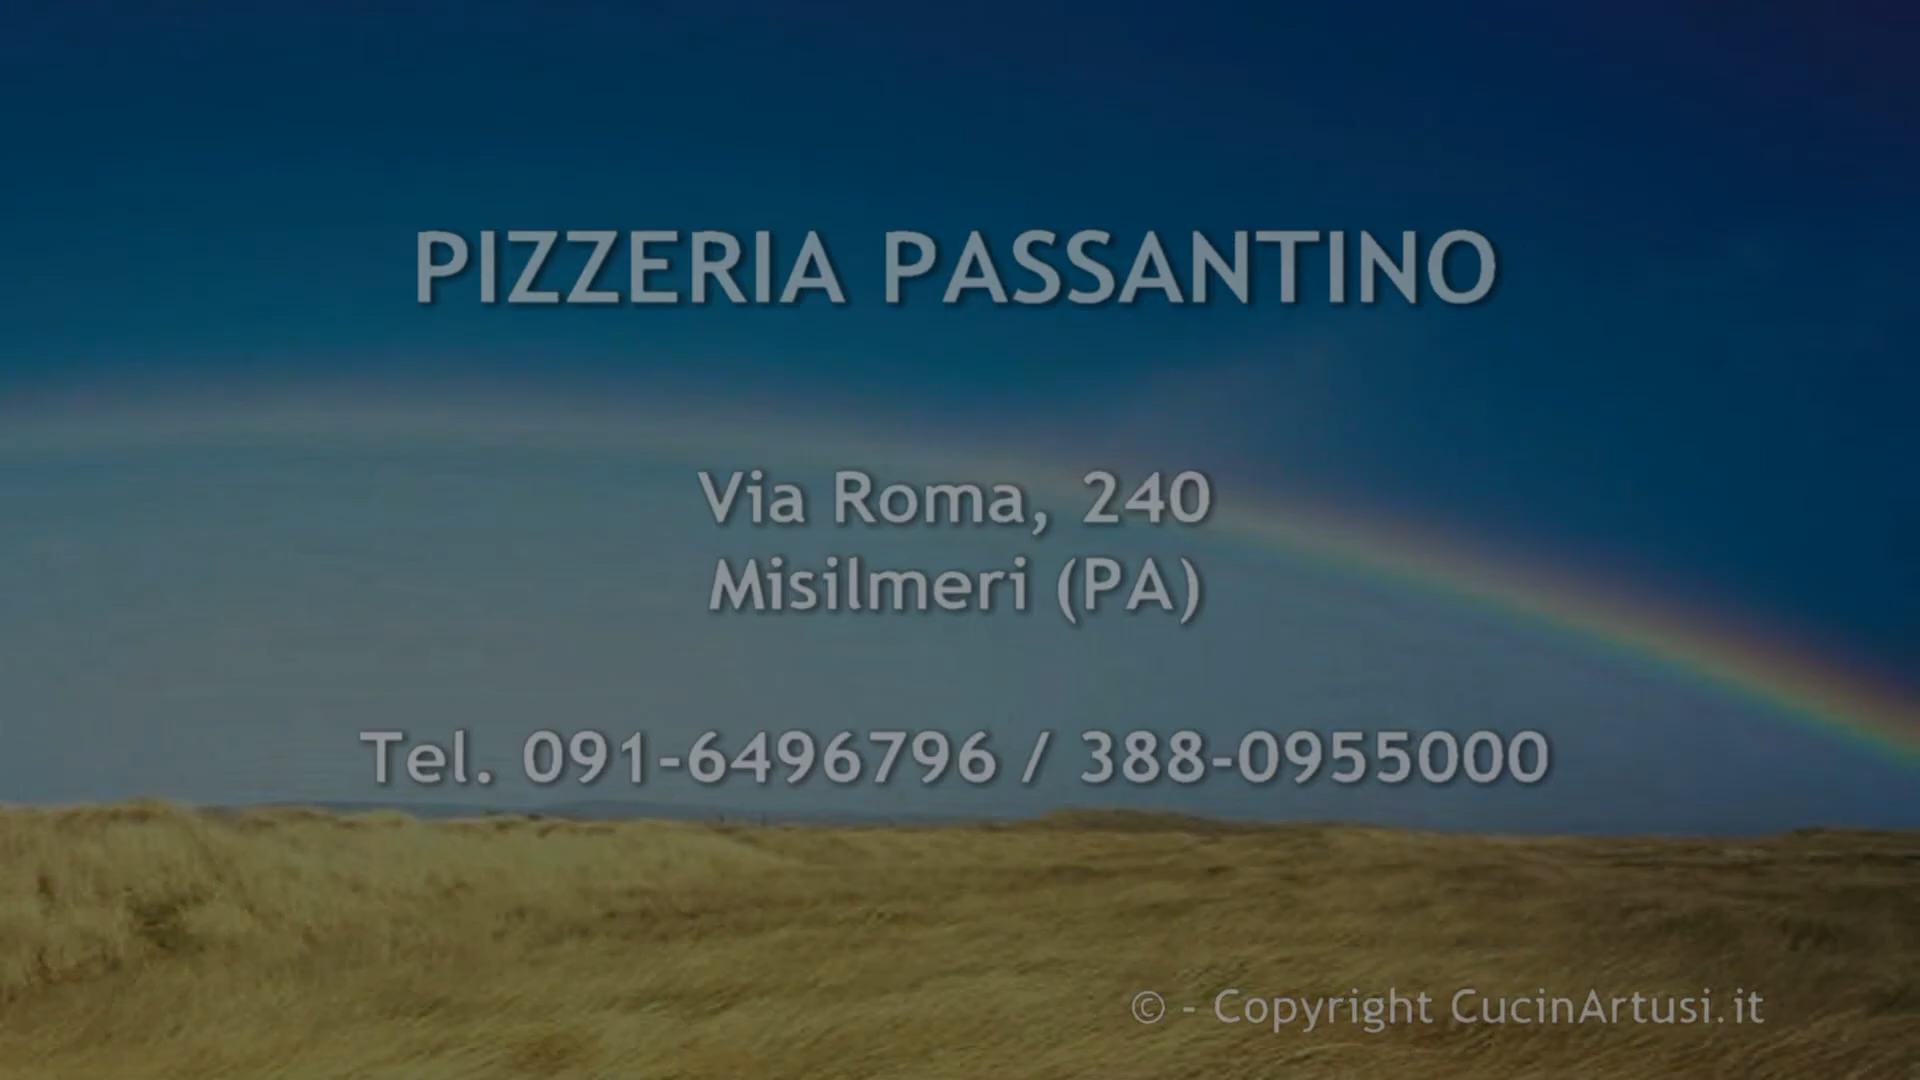 PIZZERIA PASSANTINO
Via Roma, 240
Misilmeri (PA)
Tel. 091-6496796 / 388-0955000
© - Copyright CucinArtusi.it